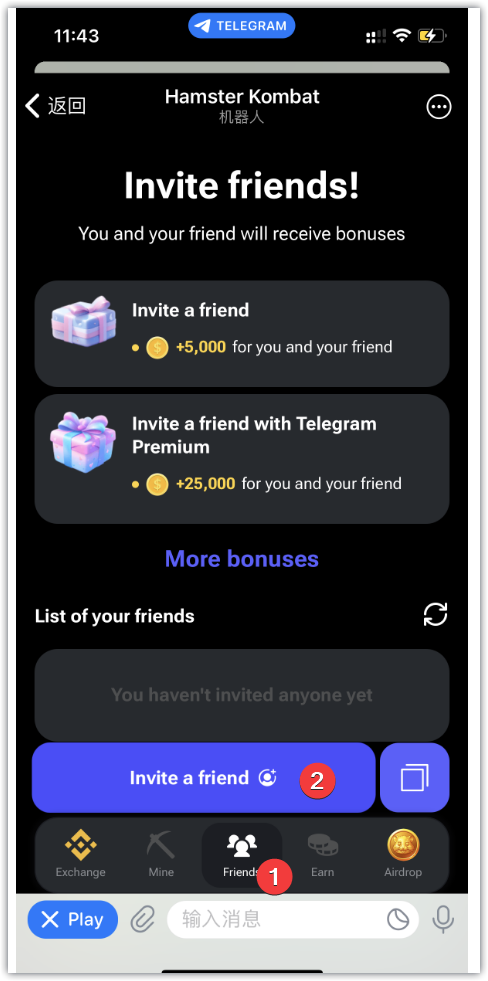 11:43
TELEGRAM
返回
Hamster Kombat
机器人
Invite friends!
You and your friend will receive bonuses
Invite a friend
+5,000 for you and your friend
Invite a friend with Telegram
Premium
+25,000 for you and your friend
More bonuses
List of your friends
You haven't invited anyone yet
Invite a friend
2
Exchange
Mine
Friends
1
Earn
Airdrop
Play
输入消息